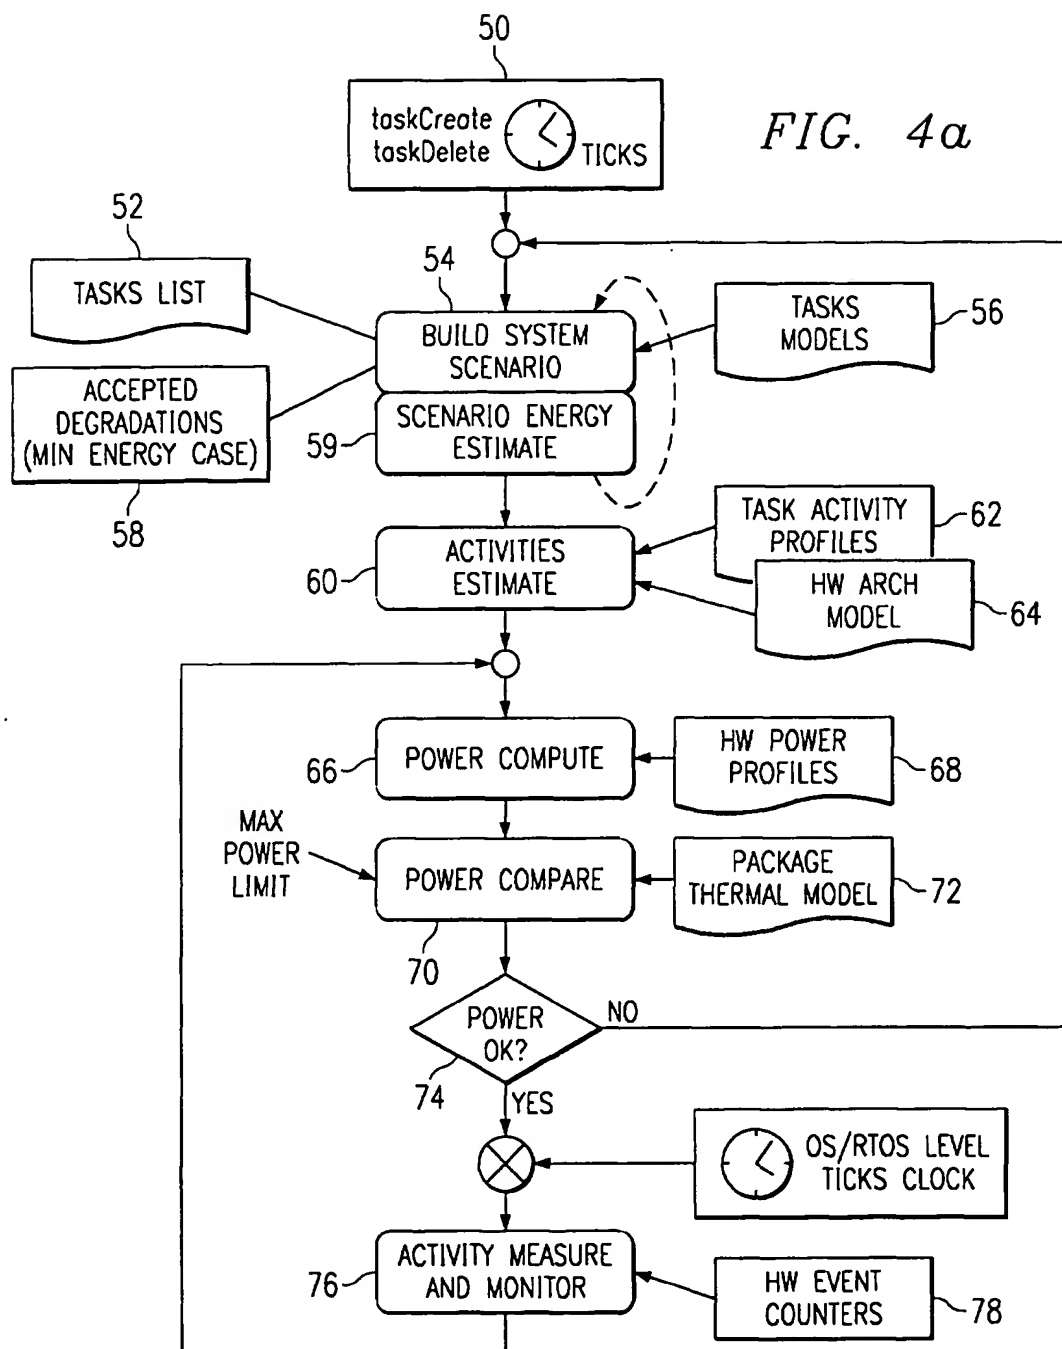 50
taskCreate
taskDelete
TICKS
FIG. 4a
52
TASKS LIST
54
BUILD SYSTEM
SCENARIO
TASKS
MODELS
56
ACCEPTED
DEGRADATIONS
(MIN ENERGY CASE)
58
59
SCENARIO ENERGY
ESTIMATE
60
ACTIVITIES
ESTIMATE
TASK ACTIVITY
PROFILES
62
HW ARCH
MODEL
64
66
POWER COMPUTE
HW POWER
PROFILES
68
MAX
POWER
LIMIT
POWER COMPARE
70
PACKAGE
THERMAL MODEL
72
POWER
OK?
74
NO
YES
OS/RTOS LEVEL
TICKS CLOCK
76
ACTIVITY MEASURE
AND MONITOR
HW EVENT
COUNTERS
78